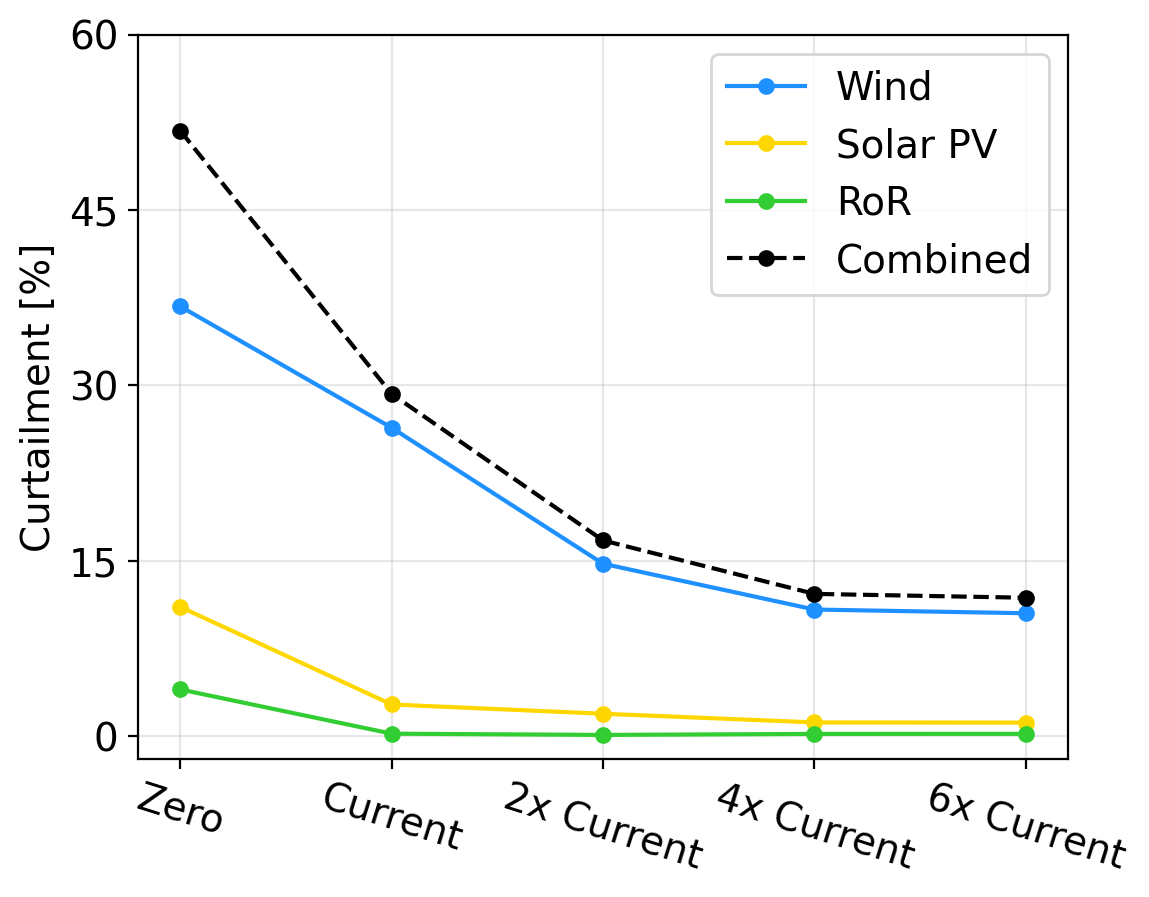 60
45
30
15
0
Curtailment [%]
Wind
Solar PV
RoR
Combined
Zero
Current
2x Current
4x Current
6x Current